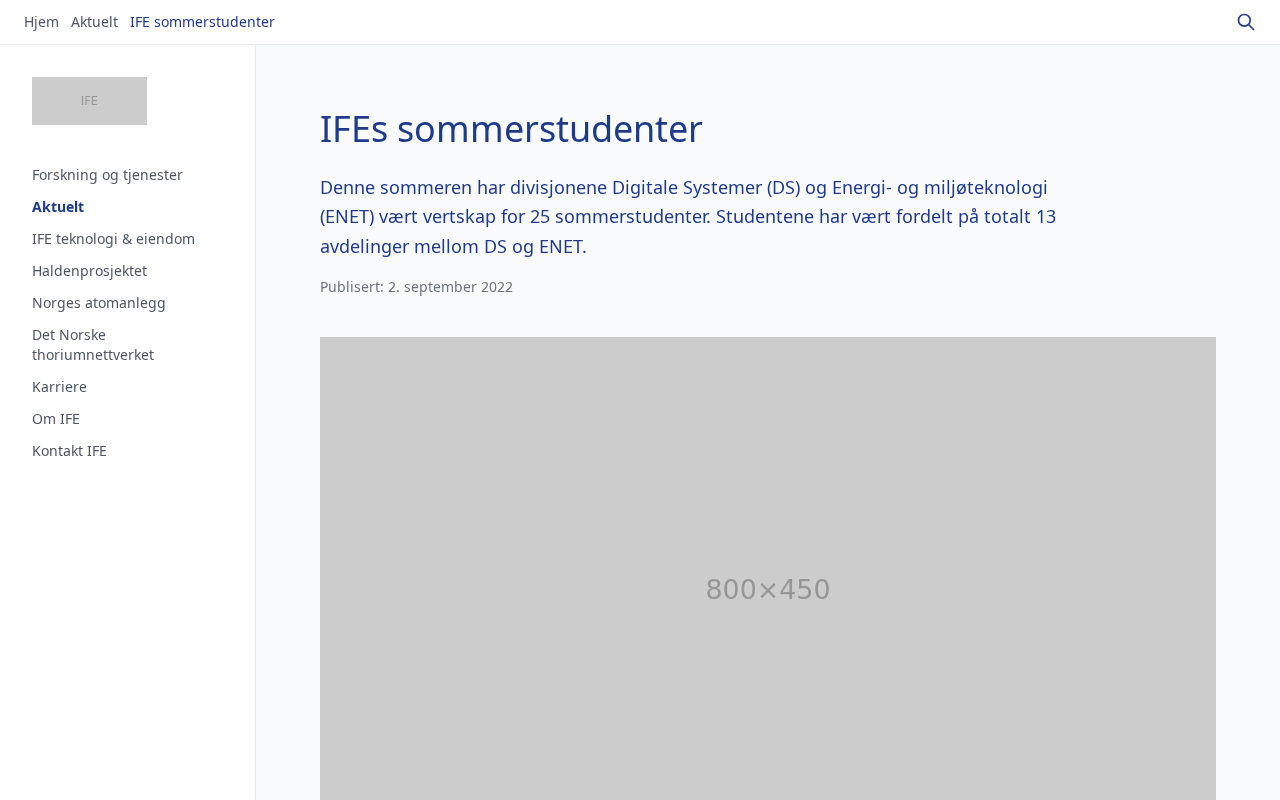 Hjem Aktuelt IFE sommerstudenter
IFE
Forskning og tjenester
Aktuelt
IFE teknologi & eiendom
Haldenprosjektet
Norges atomanlegg
Det Norske
thoriumnettverket
Karriere
Om IFE
Kontakt IFE
IFEs sommerstudenter
Denne sommeren har divisjonene Digitale Systemer (DS) og Energi- og miljøteknologi
(ENET) vært vertskap for 25 sommerstudenter. Studentene har vært fordelt på totalt 13
avdelinger mellom DS og ENET.
Publisert: 2. september 2022
800×450